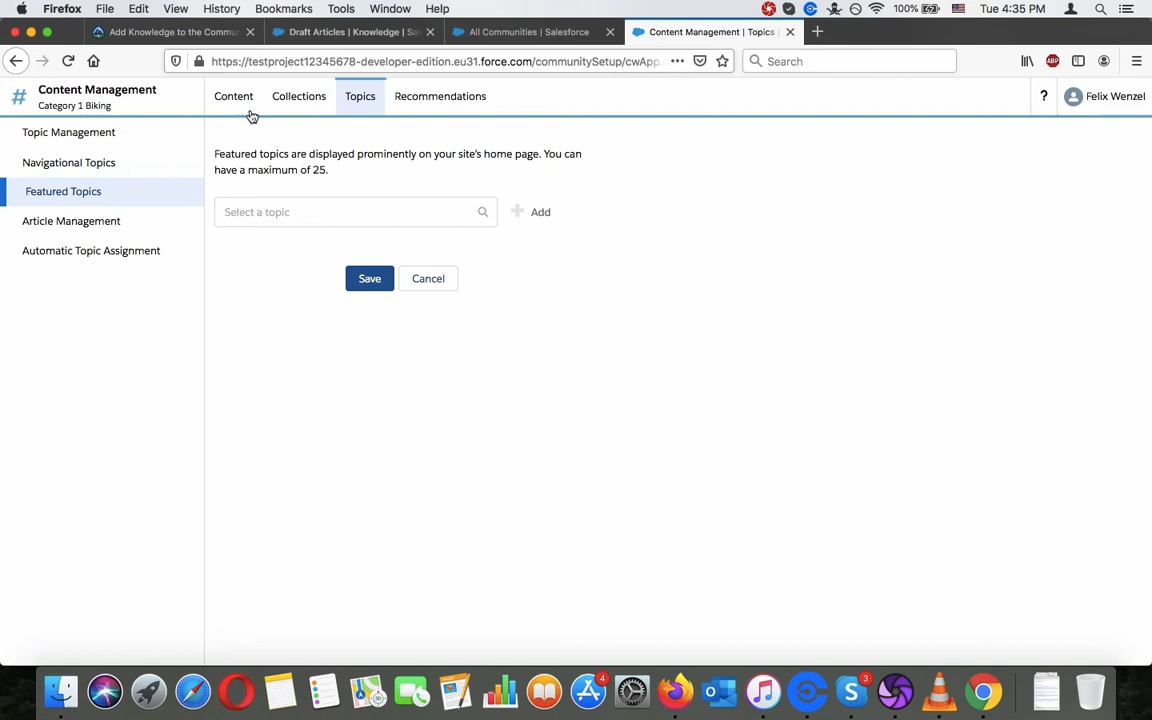 Firefox File Edit View History Bookmarks Tools Window Help 100% Tue 4:35 PM
Add Knowledge to the Commu Draft Articles | Knowledge | Sa All Communities | Salesforce Content Management | Topics
https://testproject12345678-developer-edition.eu31.force.com/communitySetup/cwApp. Search ABP
Content Management
Category 1 Biking
Content Collections Topics Recommendations ? Felix Wenzel
Topic Management
Navigational Topics
Featured Topics
Article Management
Automatic Topic Assignment
Featured topics are displayed prominently on your site's home page. You can
have a maximum of 25.
Select a topic Add
Save Cancel
4
3